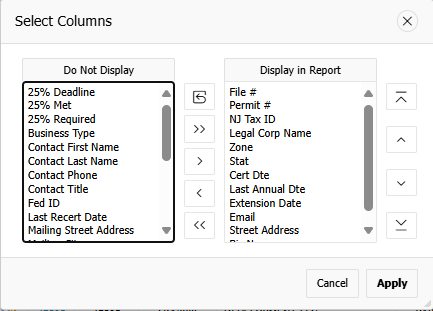 Select Columns
Do Not Display
25% Deadline
25% Met
25% Required
Business Type
Contact First Name
Contact Last Name
Contact Phone
Contact Title
Fed ID
Last Recert Date
Mailing Street Address
Display in Report
File #
Permit #
NJ Tax ID
Legal Corp Name
Zone
Stat
Cert Dte
Last Annual Dte
Extension Date
Email
Street Address
Cancel
Apply